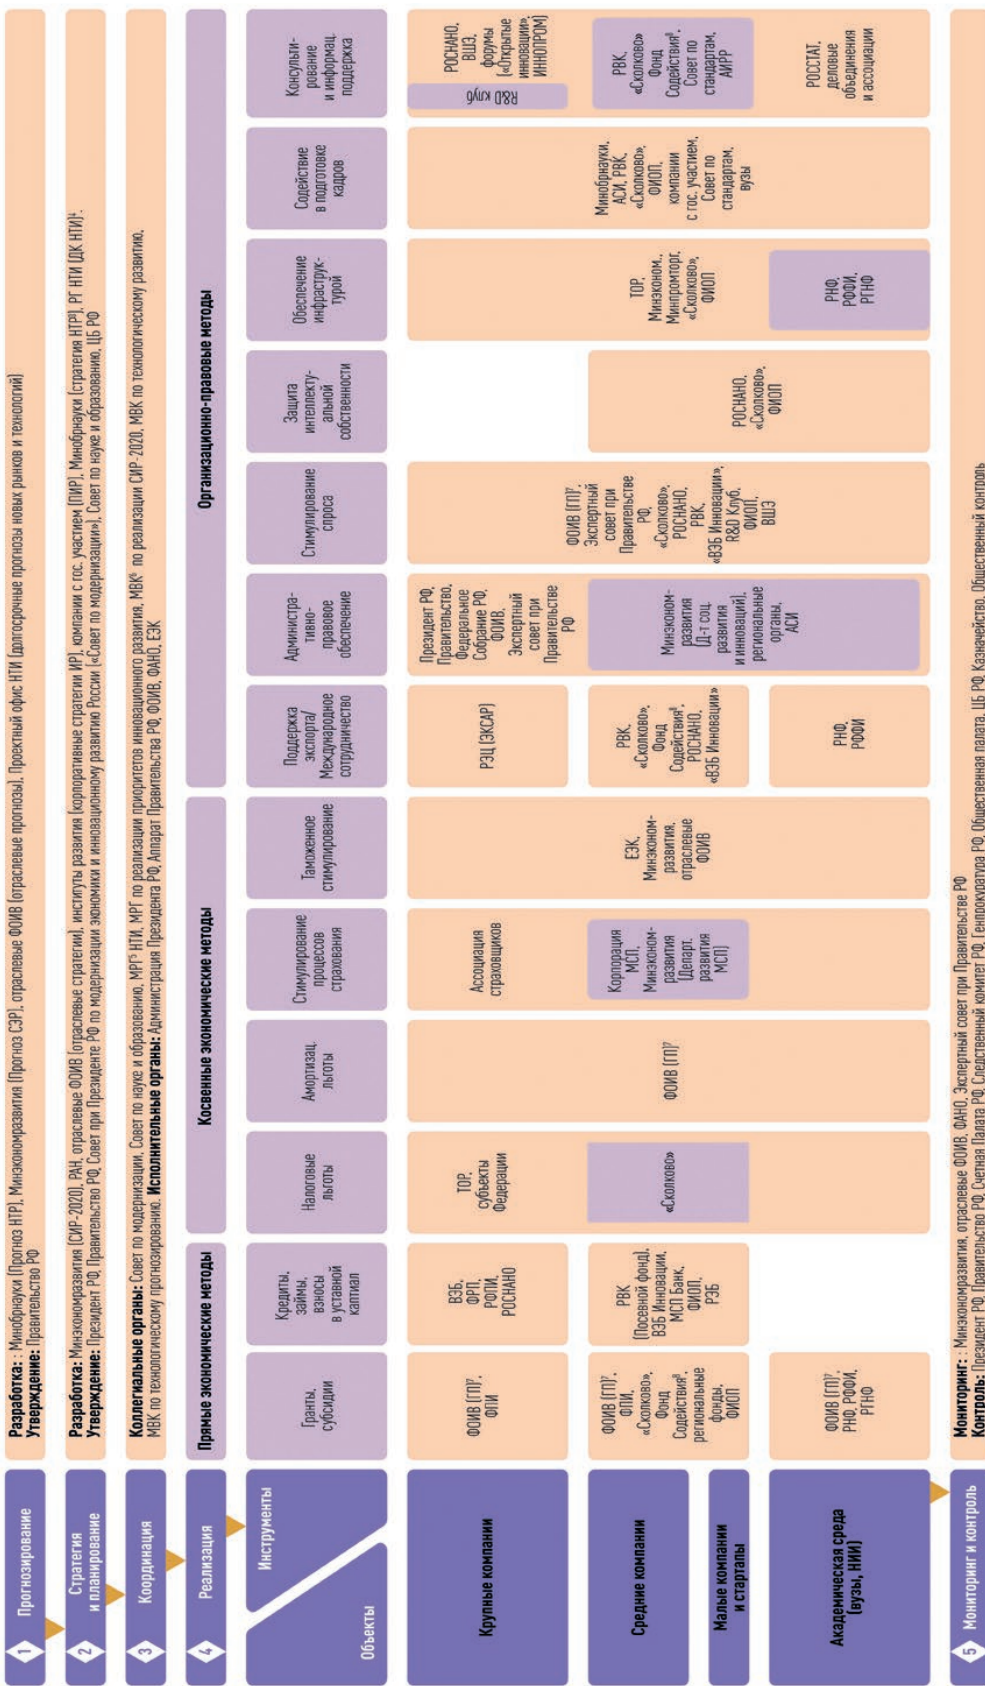 1 Прогнозирование
Разработка: : Минобрнауки (Прогноз НТР), Минэкономразвития (Прогноз СЭР), отраслевые ФОИВ (отраслевые прогнозы), Проектный офис НТИ (долгосрочные прогнозы новых рынков и технологий)
Утверждение: Правительство РФ
2 Стратегия
и планирование
Разработка: Минэкономразвития (СИР-2020), РАН, отраслевые ФОИВ (отраслевые стратегии), институты развития (корпоративные стратегии ИР), компании с гос. участием (ПИР), Минобрнауки (стратегия НТР³), РГ НТИ (ДК НТИ)⁴.
Утверждение: Президент РФ, Правительство РФ, Совет при Президенте РФ по модернизации экономики и инновационному развитию России («Совет по модернизации»), Совет по науке и образованию, ЦБ РФ
3 Координация
Коллегиальные органы: Совет по модернизации, Совет по науке и образованию, МРГ⁵ НТИ, МРГ по реализации приоритетов инновационного развития, МВК⁶ по реализации СИР-2020, МВК по технологическому развитию,
МВК по технологическому прогнозированию. Исполнительные органы: Администрация Президента РФ, Аппарат Правительства РФ, ФОИВ, ФАНО, ЕЭК
4 Реализация
Прямые экономические методы
Косвенные экономические методы
Организационно-правовые методы
Инструменты
Объекты
Гранты,
субсидии
Кредиты,
займы,
взносы
в уставной
каптиал
Налоговые
льготы
Амортизац.
льготы
Стимулирование
процессов
страхования
Таможенное
стимулирование
Поддержка
экспорта/
Международное
сотрудничество
Администра-
тивно-
правовое
обеспечение
Стимулирование
спроса
Защита
интеллекту-
альной
собственности
Обеспечение
инфраструк-
турой
Содействие
в подготовке
кадров
Консульти-
рование
и информац.
поддержка
Крупные компании
ФОИВ (ГП)⁷,
ФПИ
ВЭБ,
ФРП,
РФПИ,
РОСНАНО
ТОР,
субъекты
Федерации
ФОИВ (ГП)⁷
Ассоциация
страховщиков
ЕЭК,
Минэконом-
развития,
отраслевые
ФОИВ
РЭЦ (ЭКСАР)
Президент РФ,
Правительство,
Федеральное
Собрание РФ,
ФОИВ,
Экспертный
совет при
Правительстве
РФ
ФОИВ (ГП)⁷,
Экспертный
совет при
Правительстве
РФ,
«Сколково»,
РОСНАНО,
РВК,
«ВЭБ Инновации»,
R&D Клуб,
ФИОП,
ВШЭ
ТОР,
Минэконом.,
Минпромторг,
«Сколково»,
ФИОП
Минобрнауки,
АСИ, РВК,
«Сколково»,
ФИОП,
компании
с гос. участием,
Совет по
стандартам,
вузы
РОСНАНО,
ВШЭ,
форумы
(«Открытые
инновации»,
ИННОПРОМ)
R&D клуб
Средние компании
Малые компании
и стартапы
ФОИВ (ГП)⁷,
ФПИ,
«Сколково»,
Фонд
Содействия⁸,
региональные
фонды,
ФИОП
РВК
(Посевной фонд),
ВЭБ Инновации,
МСП Банк,
ФИОП,
РЭБ
«Сколково»
Корпорация
МСП,
Минэконом-
развития
(Департ.
развития
МСП)
РВК,
«Сколково»,
Фонд
Содействия⁸,
РОСНАНО,
«ВЭБ Инновации»
Минэконом-
развития
(Д-т соц.
развития
и инноваций),
региональные
органы,
АСИ
РОСНАНО,
«Сколково»,
ФИОП
РВК,
«Сколково»
Фонд
Содействия⁸,
Совет по
стандартам,
АИРР
Академическая среда
(вузы, НИИ)
ФОИВ (ГП)⁷,
РНФ, РФФИ,
РГНФ
РНФ,
РФФИ
РНФ,
РФФИ,
РГНФ
РОССТАТ,
деловые
объединения
и ассоциации
5 Мониторинг и контроль
Мониторинг: : Минэкономразвития, отраслевые ФОИВ, ФАНО, Экспертный совет при Правительстве РФ
Контроль: Президент РФ, Правительство РФ, Счетная Палата РФ, Следственный комитет РФ, Генпрокуратура РФ, Общественная палата, ЦБ РФ, Казначейство, Общественный контроль